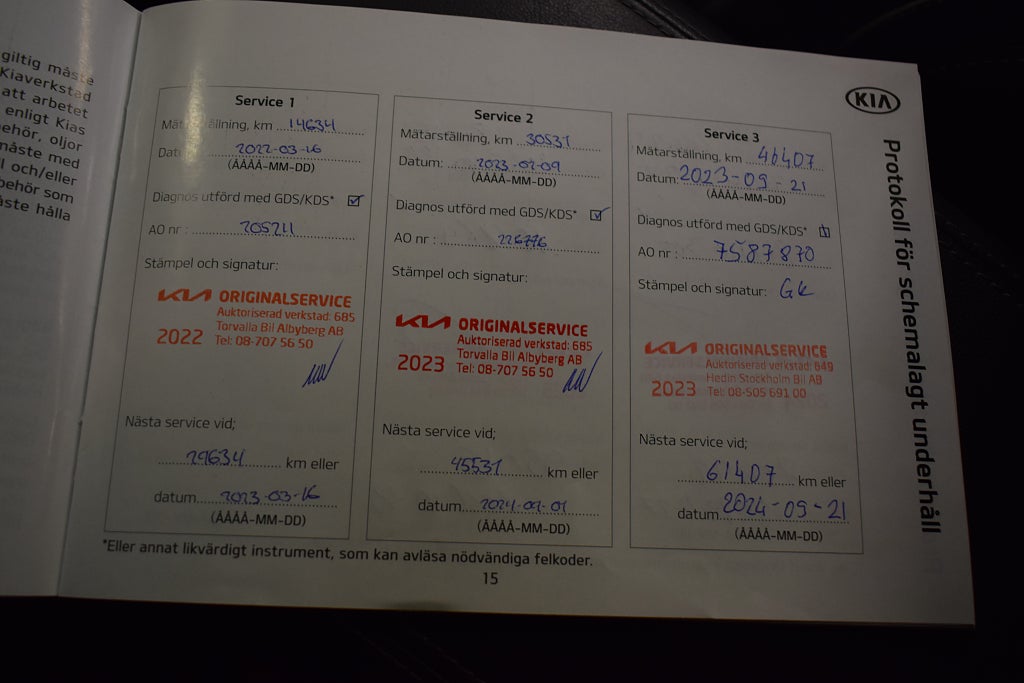 giltig måste
Kiaverkstad
att arbetet
enligt Kias
ehör, oljor
måste med
l och/eller
behör som
åste hålla
KIA
Protokoll för schemalagt underhåll
Service 1
Mätarställning, km 14634
Datum: 2022-03-16
(ÅÅÅÅ-MM-DD)
Diagnos utförd med GDS/KDS*
AO nr : 205211
Stämpel och signatur:
KIA ORIGINALSERVICE
Auktoriserad verkstad: 685
Torvalla Bil Albyberg AB
2022 Tel: 08-707 56 50
Nästa service vid;
29634 km eller
datum 2023-03-16
(ÅÅÅÅ-MM-DD)
Service 2
Mätarställning, km 30531
Datum: 2023-02-09
(ÅÅÅÅ-MM-DD)
Diagnos utförd med GDS/KDS*
AO nr : 226776
Stämpel och signatur:
KIA ORIGINALSERVICE
Auktoriserad verkstad: 685
Torvalla Bil Albyberg AB
2023 Tel: 08-707 56 50
Nästa service vid;
45531 km eller
datum
(ÅÅÅÅ-MM-DD)
Service 3
Mätarställning, km 46407
Datum: 2023-09-21
(ÅÅÅÅ-MM-DD)
Diagnos utförd med GDS/KDS*
AO nr : 7587870
Stämpel och signatur: GK
KIA ORIGINALSERVICE
Auktoriserad verkstad: 849
Hedin Stockholm Bil AB
2023 Tel: 08-505 691 00
Nästa service vid;
61407 km eller
datum 2024-09-21
(ÅÅÅÅ-MM-DD)
*Eller annat likvärdigt instrument, som kan avläsa nödvändiga felkoder.
15